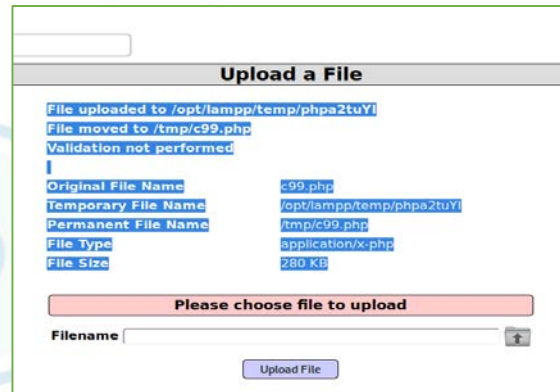 Upload a File
File uploaded to /opt/lampp/temp/phpa2tuYI
File moved to /tmp/c99.php
Validation not performed
Original File Name c99.php
Temporary File Name /opt/lampp/temp/phpa2tuYI
Permanent File Name /tmp/c99.php
File Type application/x-php
File Size 280 KB
Please choose file to upload
Filename
Upload File